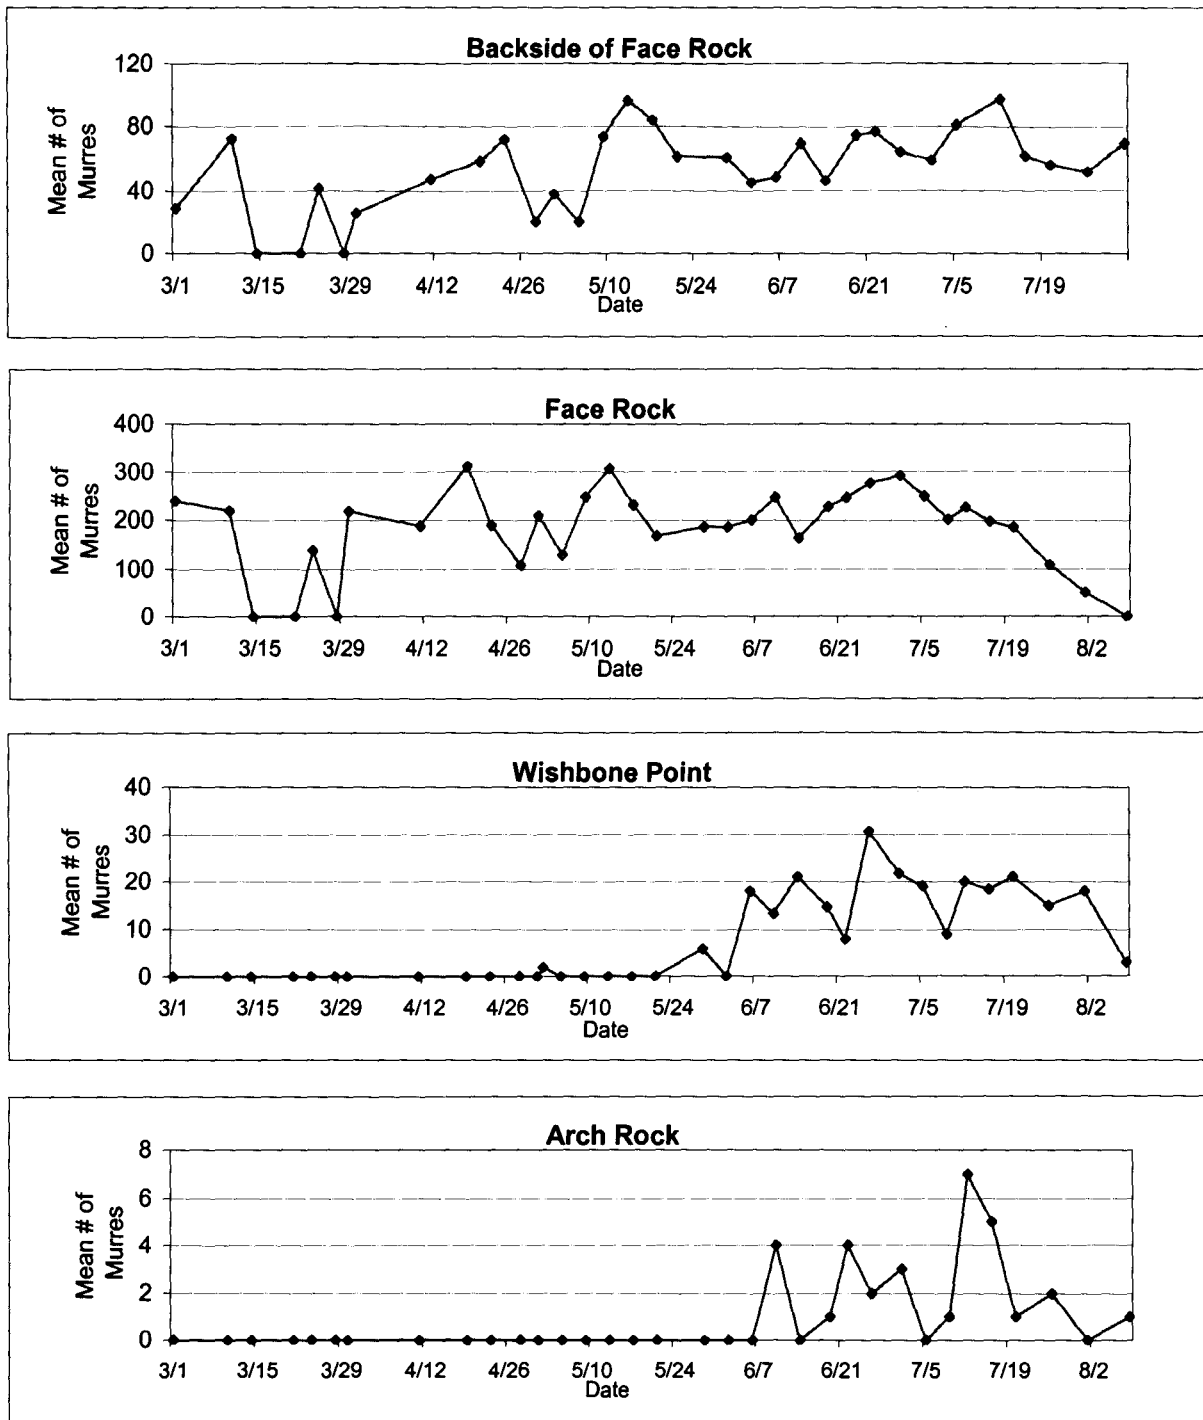 Backside of Face Rock
Mean # of
Murres
120
80
40
0
3/1 3/15 3/29 4/12 4/26 5/10 5/24 6/7 6/21 7/5 7/19
Date
Face Rock
Mean # of
Murres
400
300
200
100
0
3/1 3/15 3/29 4/12 4/26 5/10 5/24 6/7 6/21 7/5 7/19 8/2
Date
Wishbone Point
Mean # of
Murres
40
30
20
10
0
3/1 3/15 3/29 4/12 4/26 5/10 5/24 6/7 6/21 7/5 7/19 8/2
Date
Arch Rock
Mean # of
Murres
8
6
4
2
0
3/1 3/15 3/29 4/12 4/26 5/10 5/24 6/7 6/21 7/5 7/19 8/2
Date